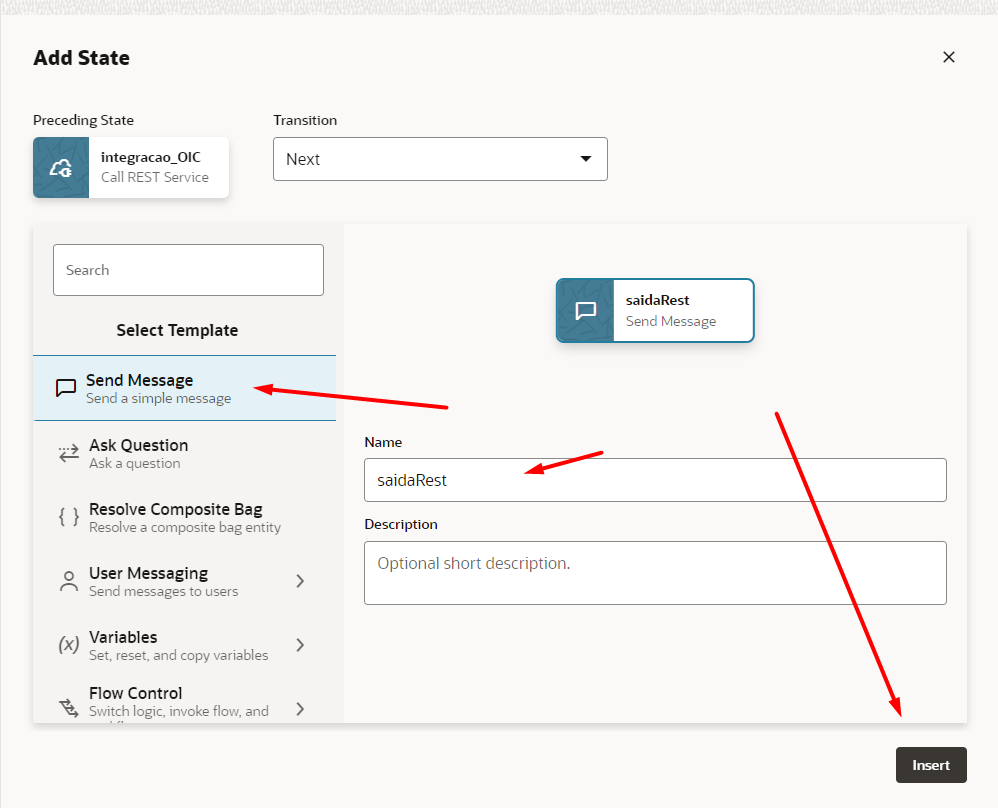 Add State
Preceding State
Transition
integracao_OIC
Call REST Service
Next
Search
Select Template
Send Message
Send a simple message
Ask Question
Ask a question
Resolve Composite Bag
Resolve a composite bag entity
User Messaging
Send messages to users
(x)
Variables
Set, reset, and copy variables
Flow Control
Switch logic, invoke flow, and
saidaRest
Send Message
Name
saidaRest
Description
Optional short description.
Insert